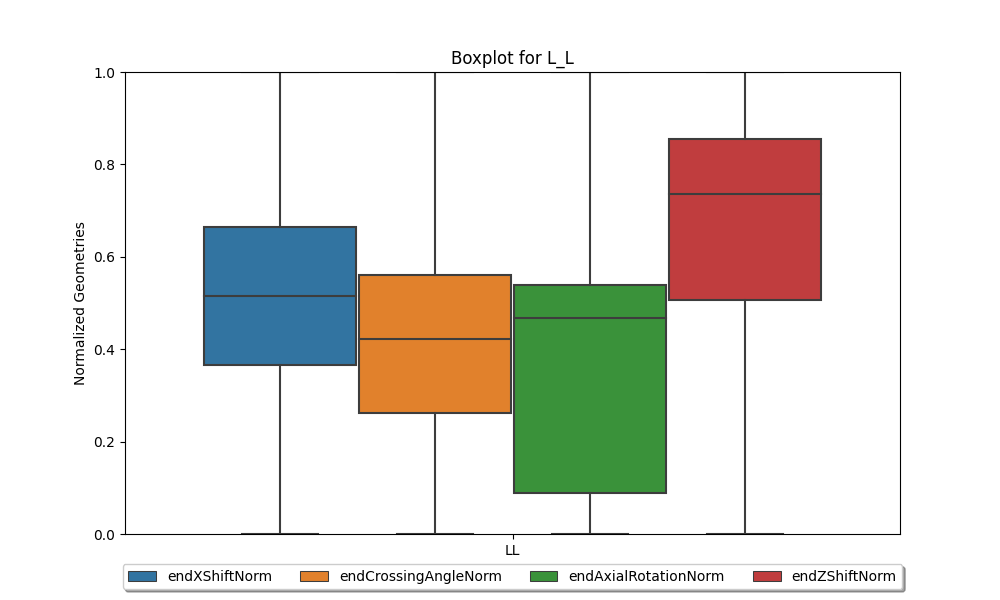 Boxplot for L_L
1.0
0.8
0.6
0.4
0.2
0.0
Normalized Geometries
LL
endXShiftNorm endCrossingAngleNorm endAxialRotationNorm endZShiftNorm